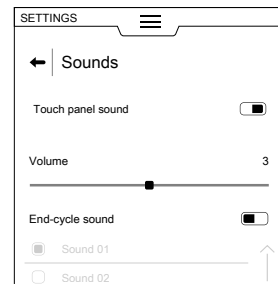 SETTINGS
Sounds
Touch panel sound
Volume 3
End-cycle sound
Sound 01
Sound 02